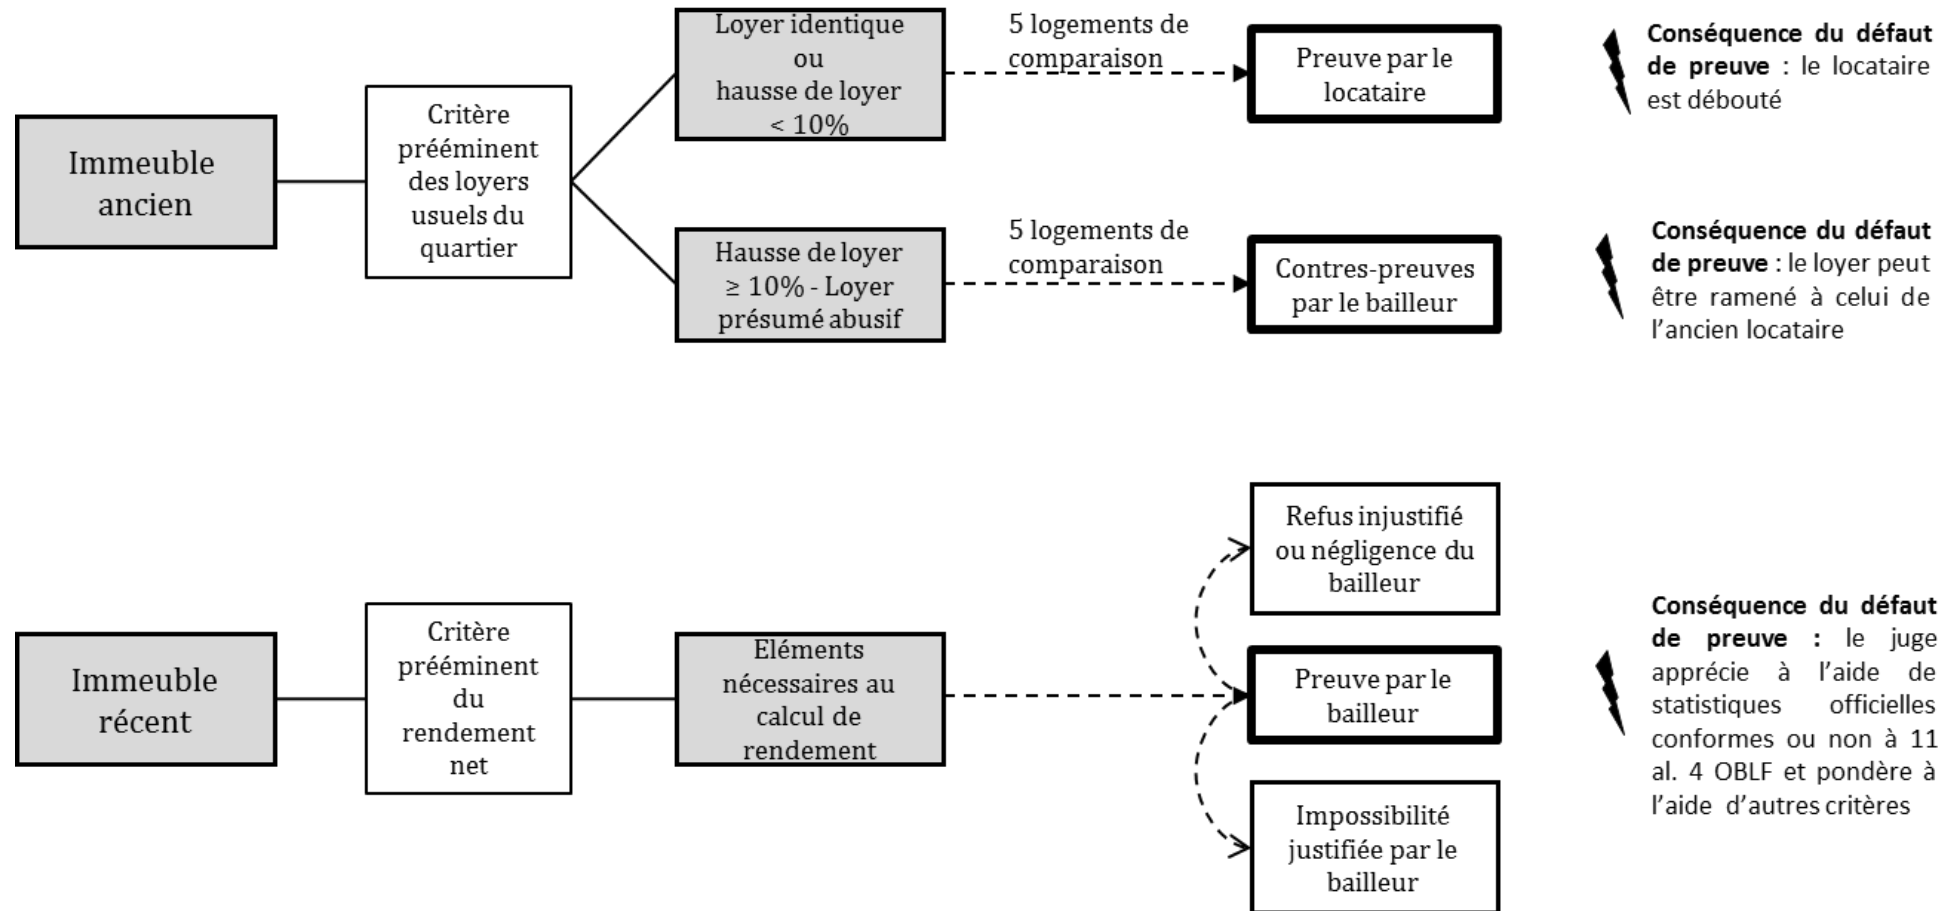 Immeuble
ancien
Critère
prééminent
des loyers
usuels du
quartier
Loyer identique
ou
hausse de loyer
< 10%
5 logements de
comparaison
Preuve par le
locataire
Conséquence du défaut
de preuve : le locataire
est débouté
Hausse de loyer
≥ 10% - Loyer
présumé abusif
5 logements de
comparaison
Contres-preuves
par le bailleur
Conséquence du défaut
de preuve : le loyer peut
être ramené à celui de
l'ancien locataire
Immeuble
récent
Critère
prééminent
du
rendement
net
Eléments
nécessaires au
calcul de
rendement
Refus injustifié
ou négligence du
bailleur
Preuve par le
bailleur
Impossibilité
justifiée par le
bailleur
Conséquence du défaut
de preuve : le juge
apprécie à l'aide de
statistiques officielles
conformes ou non à 11
al. 4 OBLF et pondère à
l'aide d'autres critères